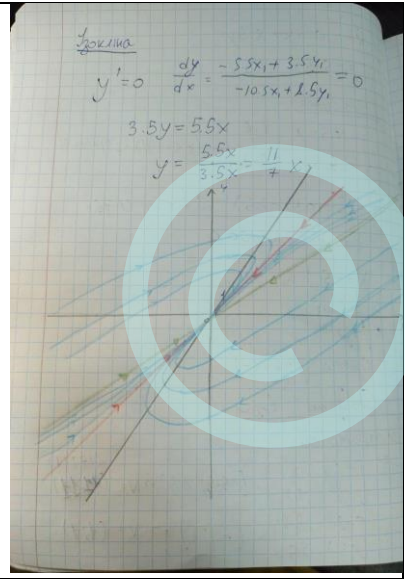 Ізокліна
y' = 0 dy/dx = (-5.5x₁ + 3.5y₁)/(-10.5x₁ + 8.5y₁) = 0
3.5y = 5.5x
y = 5.5x/3.5x = 11/7 x